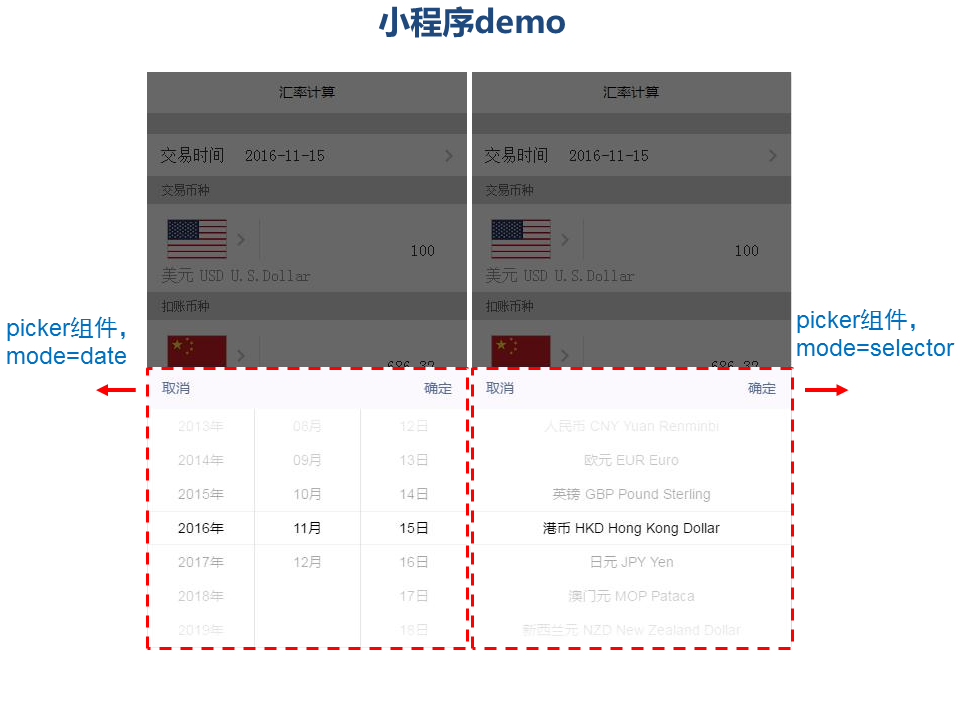 小程序demo
汇率计算
交易时间 2016-11-15
交易币种
100
美元 USD U.S.Dollar
扣账币种
686.32
取消 确定
2013年 08月 12日
2014年 09月 13日
2015年 10月 14日
2016年 11月 15日
2017年 12月 16日
2018年 17日
2019年 18日
汇率计算
交易时间 2016-11-15
交易币种
100
美元 USD U.S.Dollar
扣账币种
686.32
取消 确定
人民币 CNY Yuan Renminbi
欧元 EUR Euro
英镑 GBP Pound Sterling
港币 HKD Hong Kong Dollar
日元 JPY Yen
澳门元 MOP Pataca
新西兰元 NZD New Zealand Dollar
picker组件，
mode=date
picker组件，
mode=selector